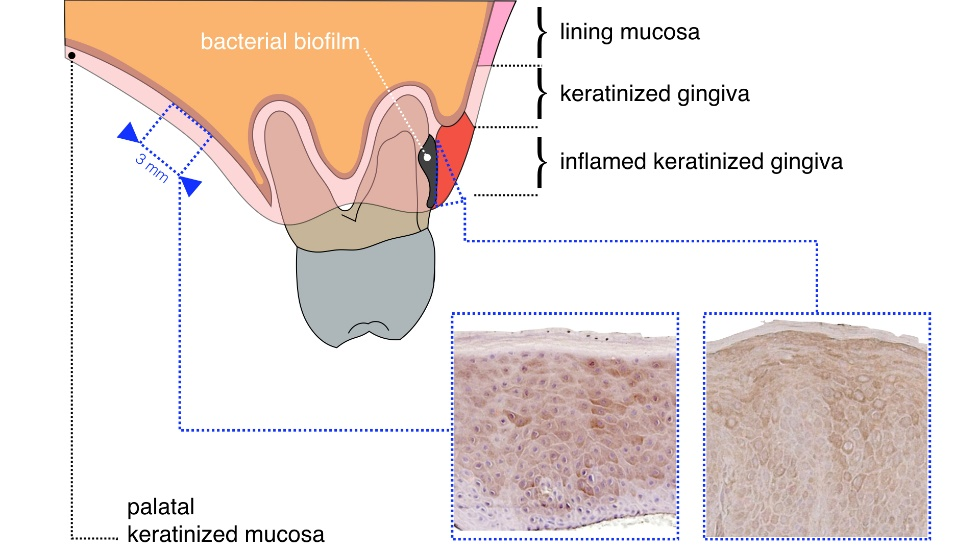 lining mucosa
bacterial biofilm
keratinized gingiva
inflamed keratinized gingiva
3 mm
palatal
keratinized mucosa